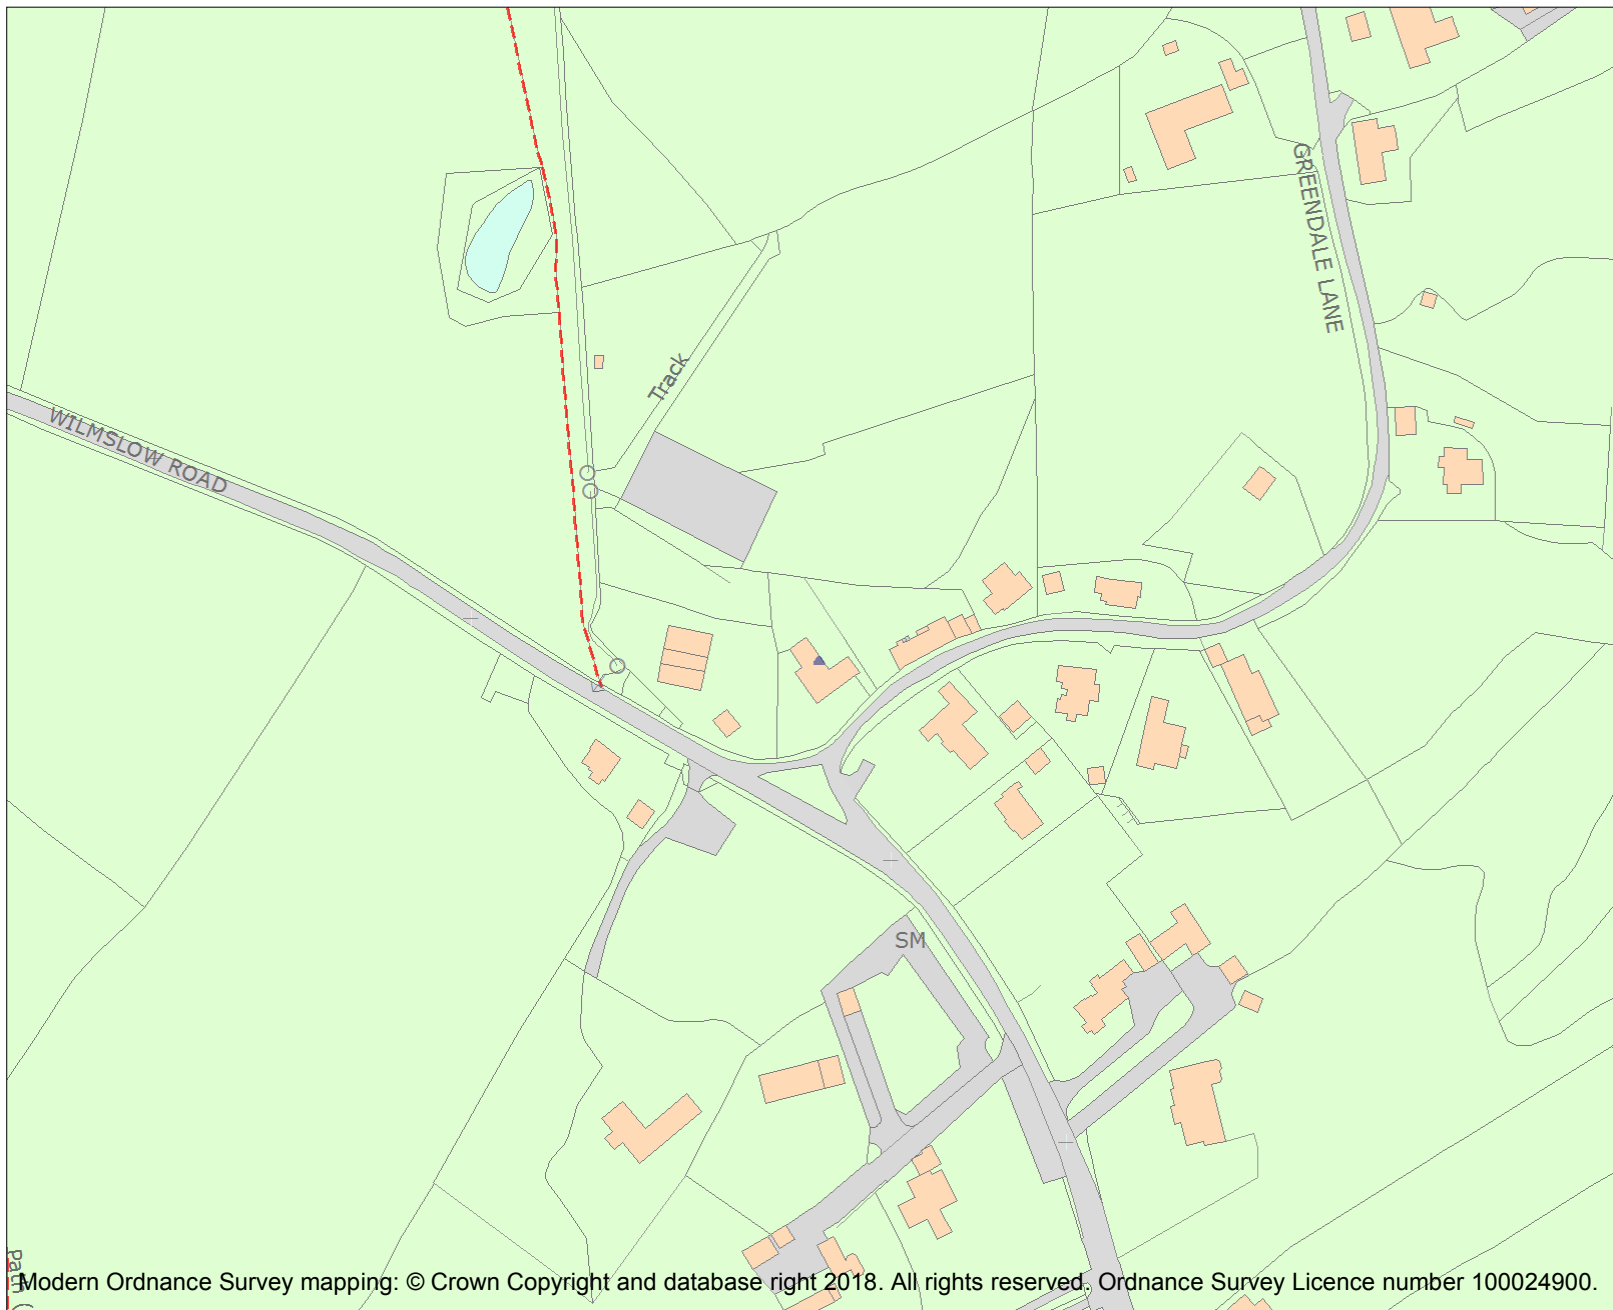 GREENDALE LANE
Track
WILMSLOW ROAD
SM
Path
Modern Ordnance Survey mapping: © Crown Copyright and database right 2018. All rights reserved. Ordnance Survey Licence number 100024900.